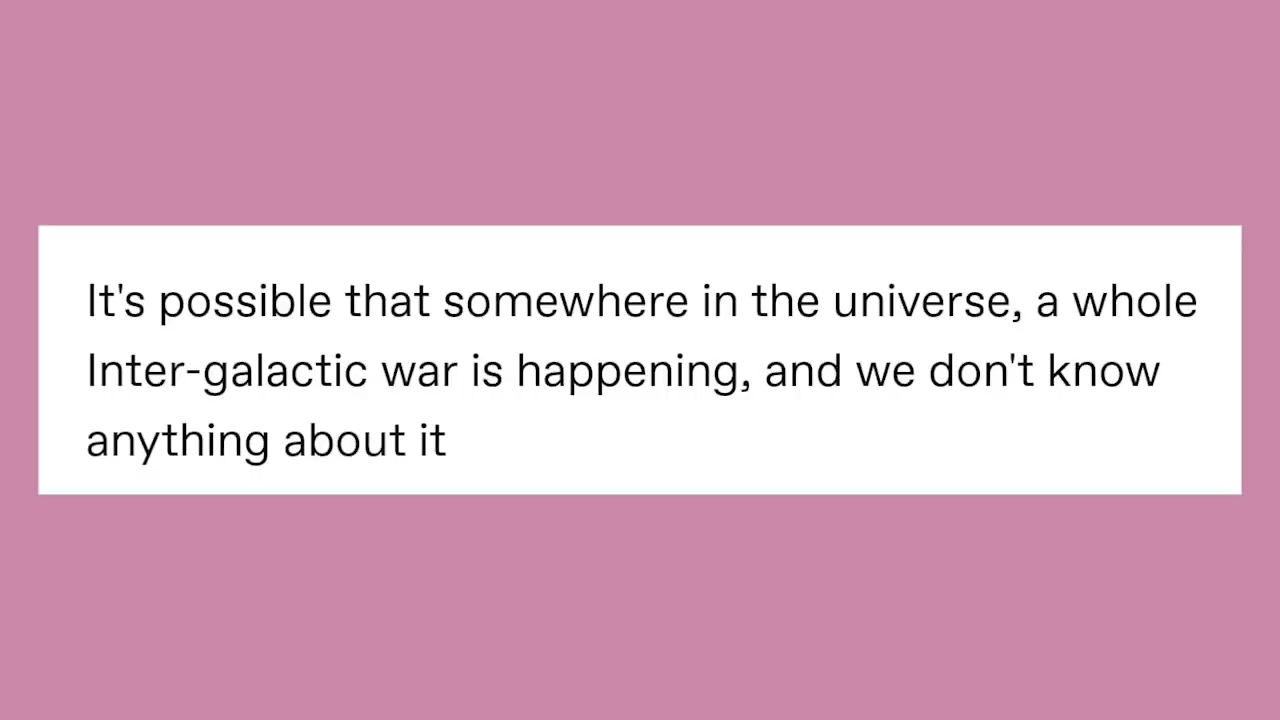 It's possible that somewhere in the universe, a whole
Inter-galactic war is happening, and we don't know
anything about it